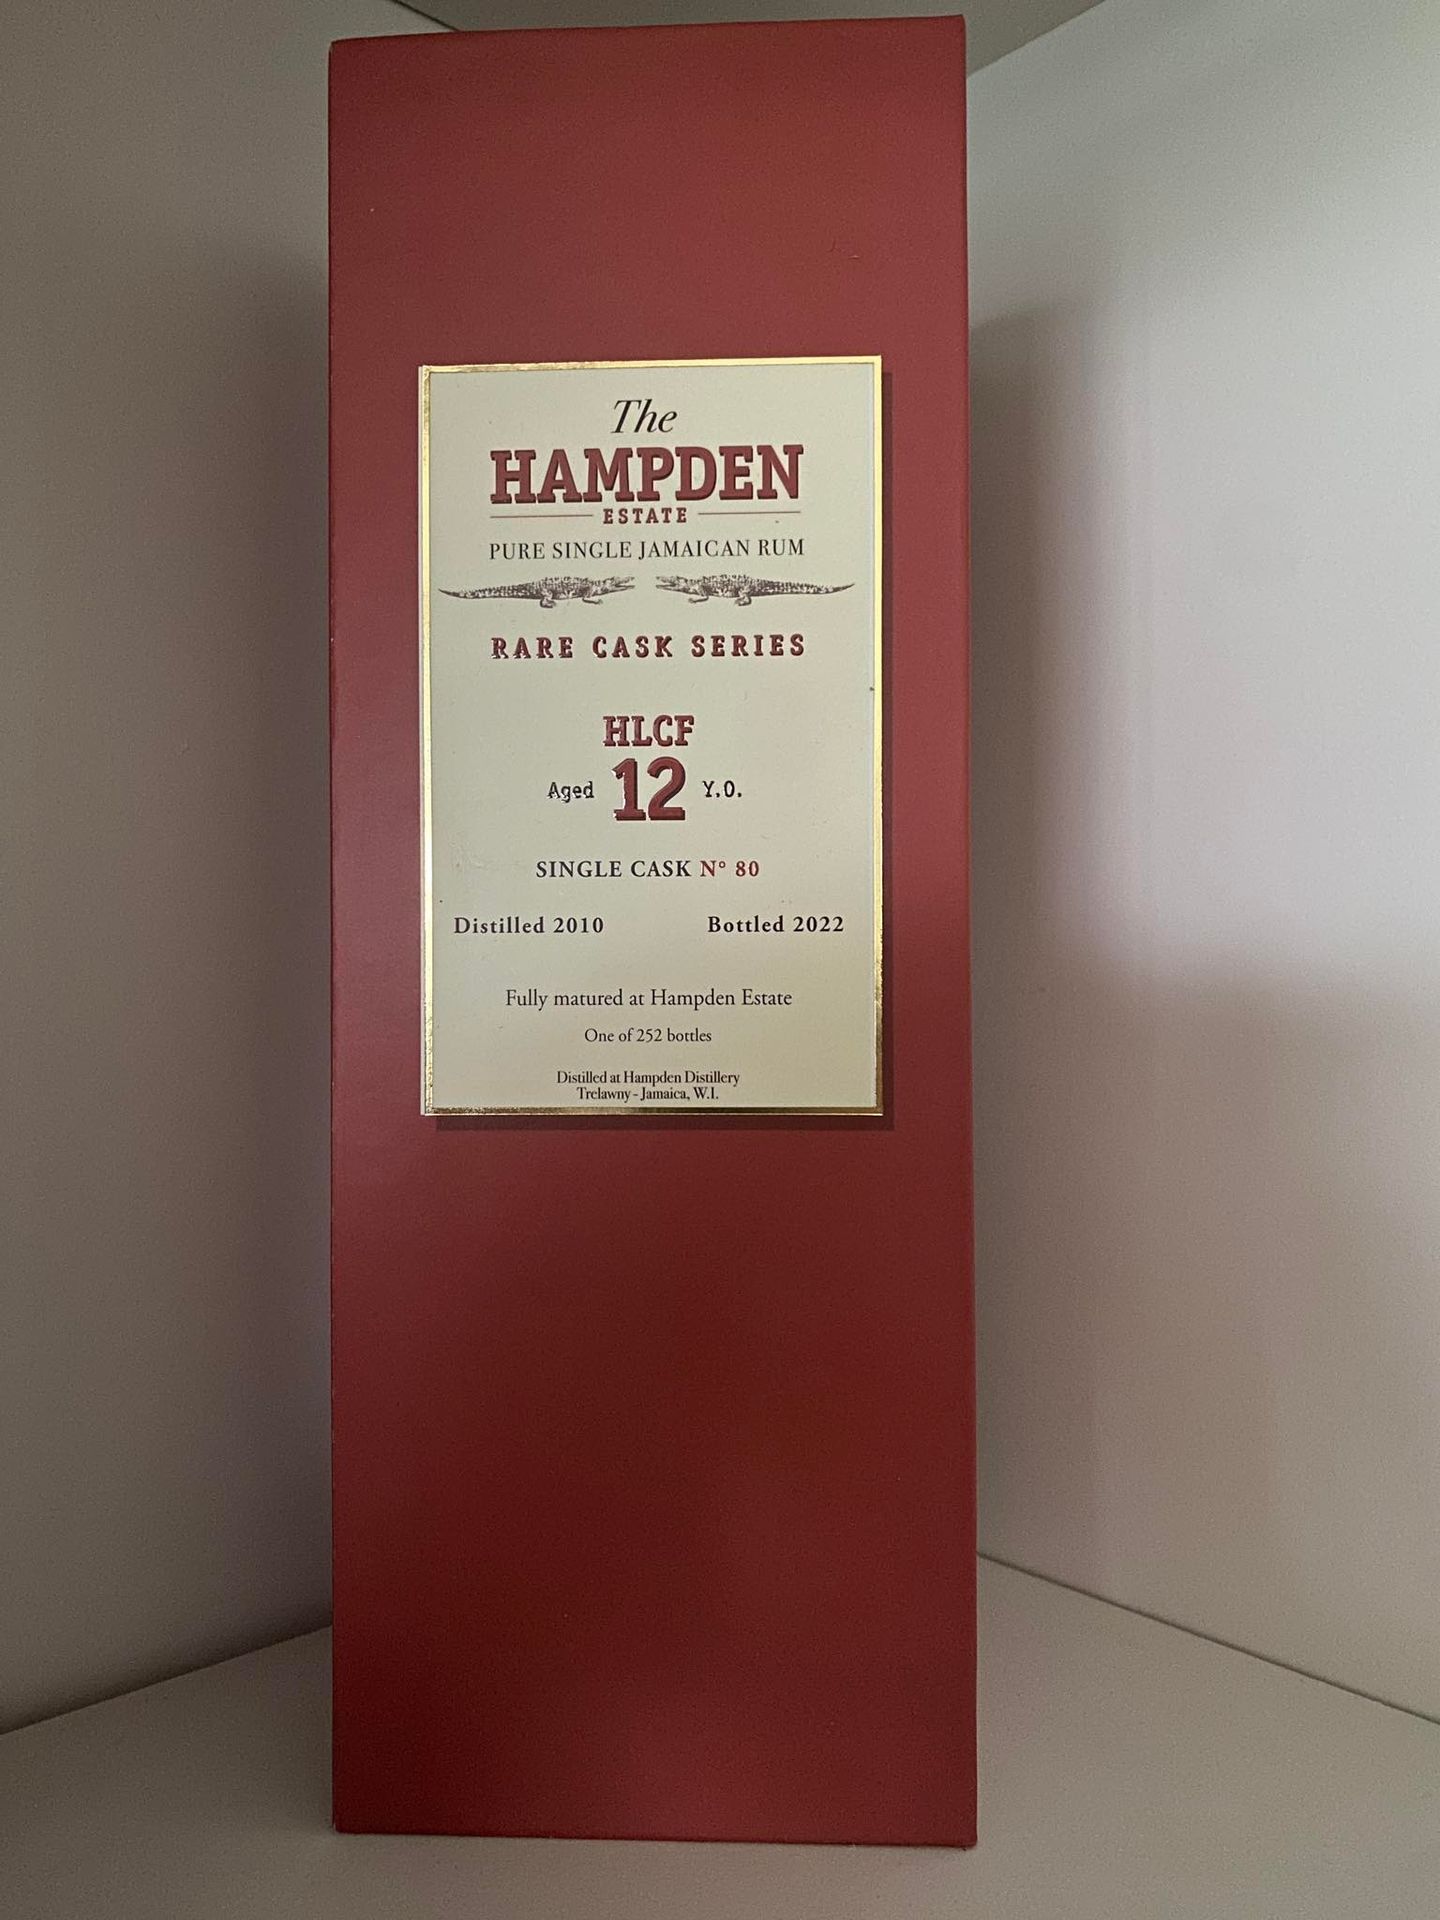 The
HAMPDEN
ESTATE
PURE SINGLE JAMAICAN RUM
RARE CASK SERIES
HLCF
Aged 12 Y.O.
SINGLE CASK N° 80
Distilled 2010 Bottled 2022
Fully matured at Hampden Estate
One of 252 bottles
Distilled at Hampden Distillery
Trelawny - Jamaica, W.I.